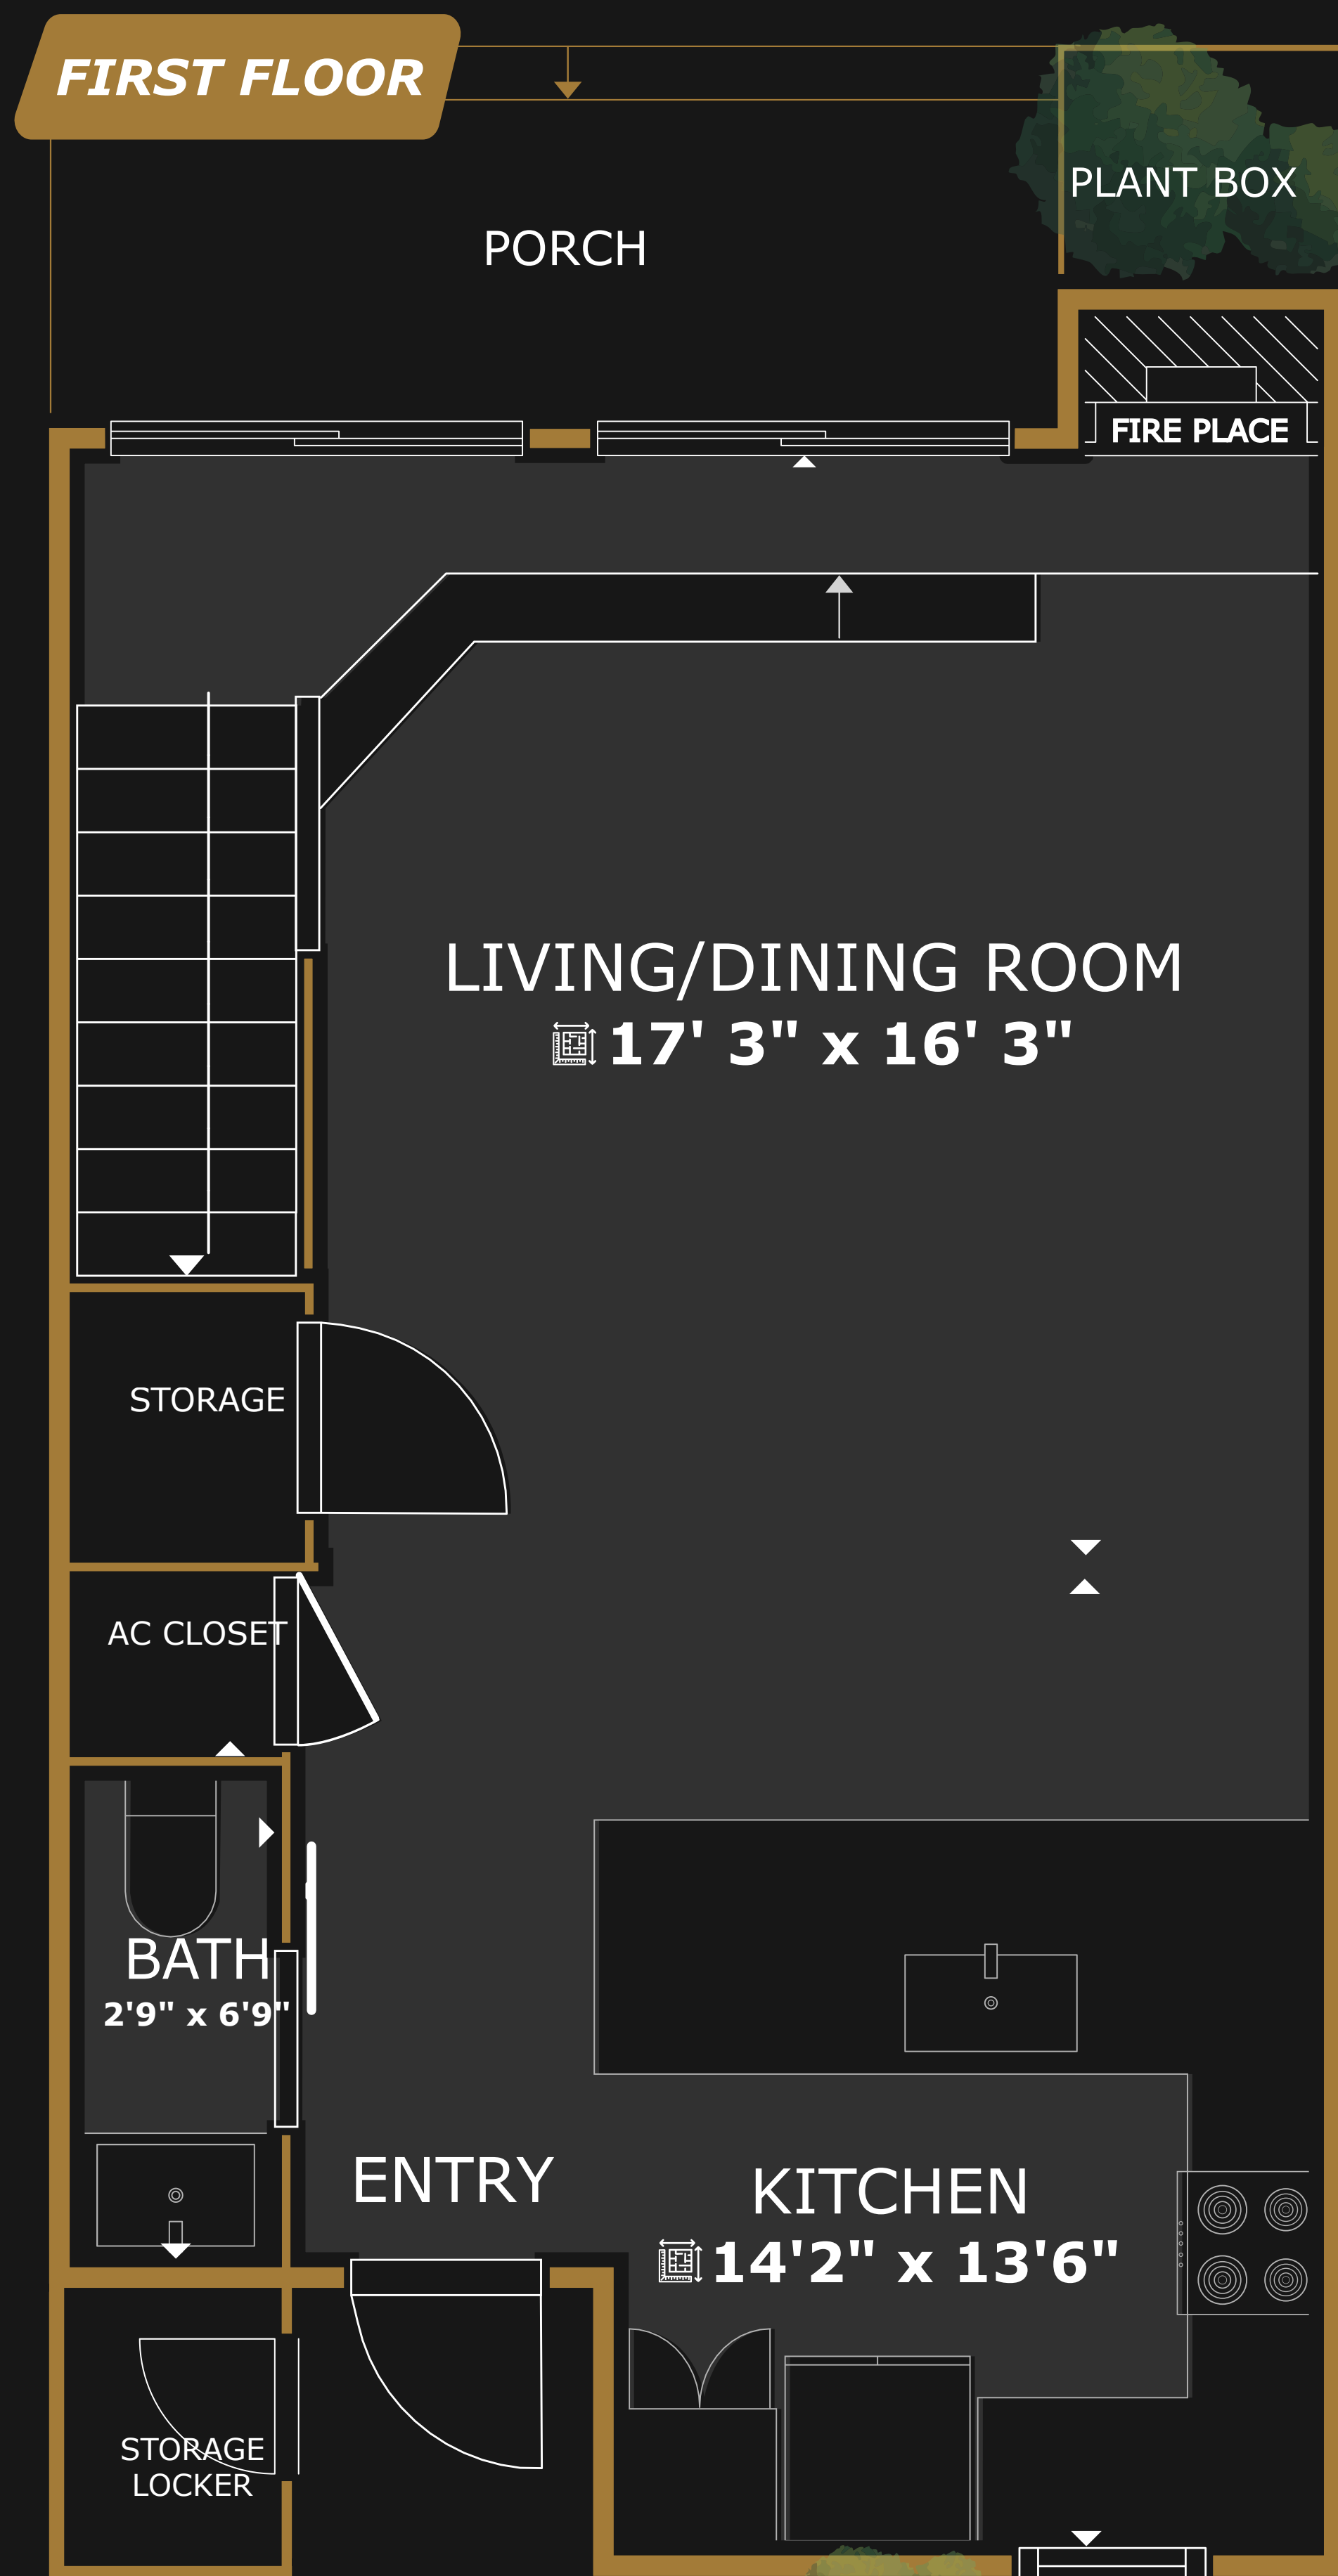 FIRST FLOOR
PLANT BOX
PORCH
FIRE PLACE
LIVING/DINING ROOM
17' 3" x 16' 3"
STORAGE
AC CLOSET
BATH
2'9" x 6'9"
ENTRY
KITCHEN
14'2" x 13'6"
STORAGE
LOCKER